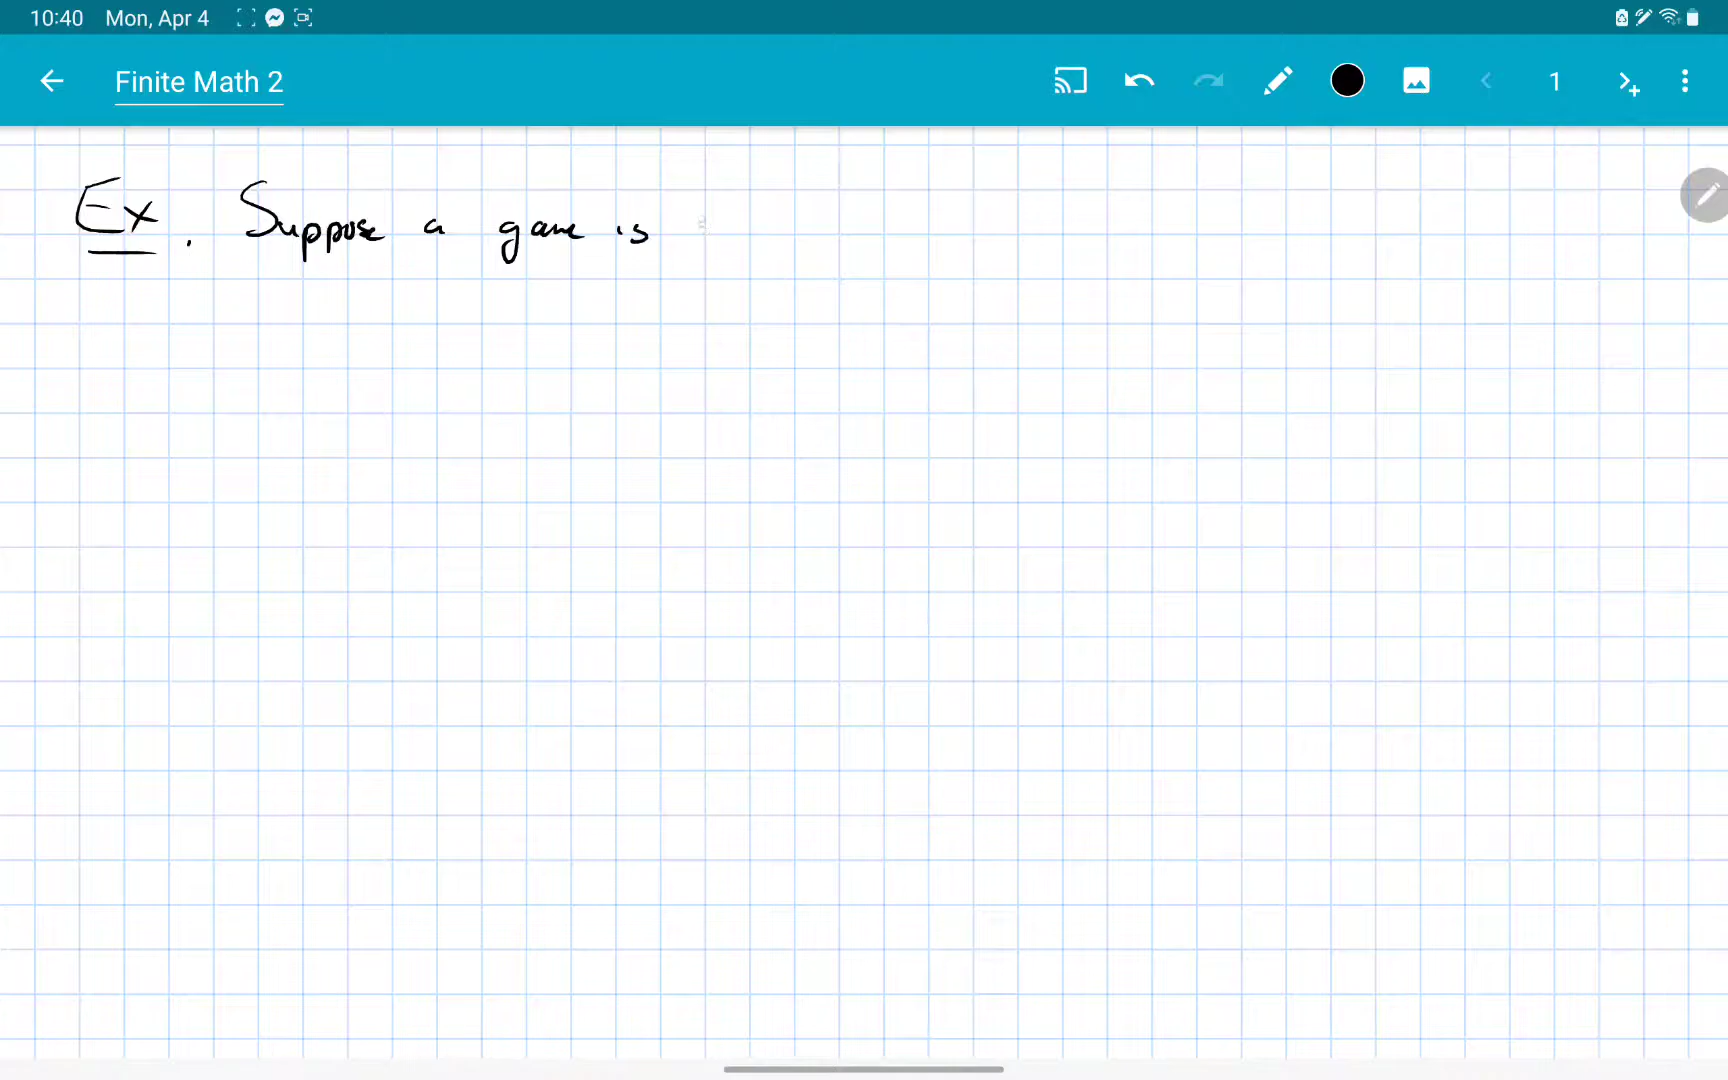 10:40 Mon, Apr 4
Finite Math 2
1
Ex. Suppose a game is